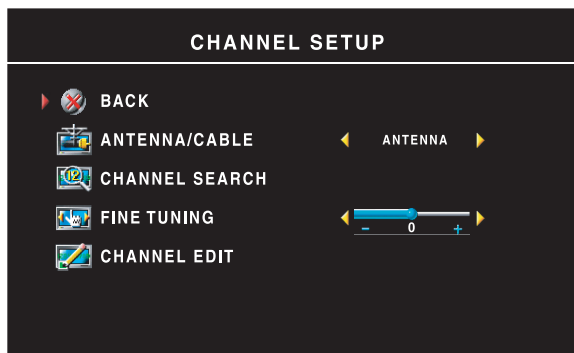 CHANNEL SETUP
BACK
ANTENNA/CABLE ANTENNA
CHANNEL SEARCH
FINE TUNING
- 0 +
CHANNEL EDIT